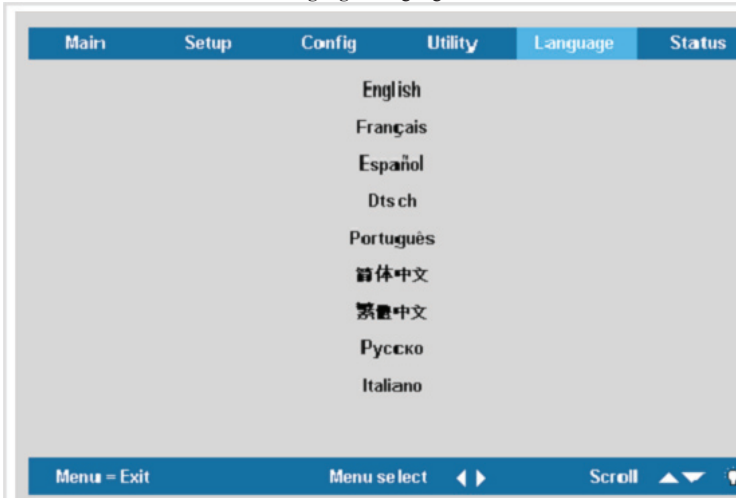 Main Setup Config Utility Language Status
English
Français
Español
Dtsch
Português
简体中文
繁體中文
Русско
Italiano
Menu = Exit Menu select Scroll